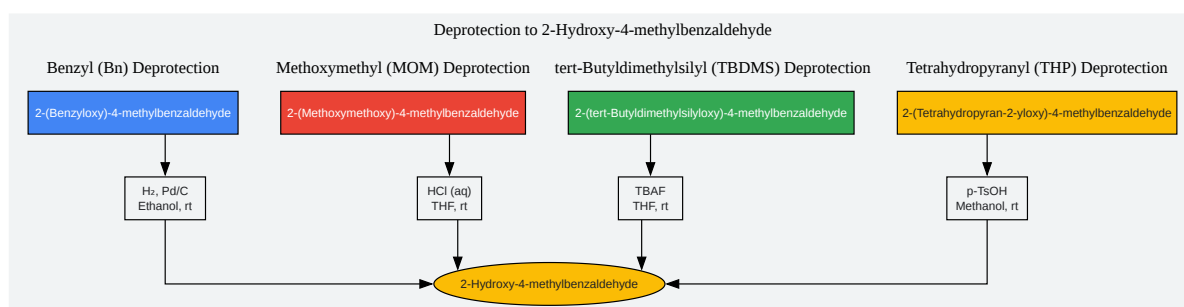 Deprotection to 2-Hydroxy-4-methylbenzaldehyde
Benzyl (Bn) Deprotection
Methoxymethyl (MOM) Deprotection
tert-Butyldimethylsilyl (TBDMS) Deprotection
Tetrahydropyranyl (THP) Deprotection
2-(Benzyloxy)-4-methylbenzaldehyde
2-(Methoxymethoxy)-4-methylbenzaldehyde
2-(tert-Butyldimethylsilyloxy)-4-methylbenzaldehyde
2-(Tetrahydropyran-2-yloxy)-4-methylbenzaldehyde
H₂, Pd/C
Ethanol, rt
HCl (aq)
THF, rt
TBAF
THF, rt
p-TsOH
Methanol, rt
2-Hydroxy-4-methylbenzaldehyde